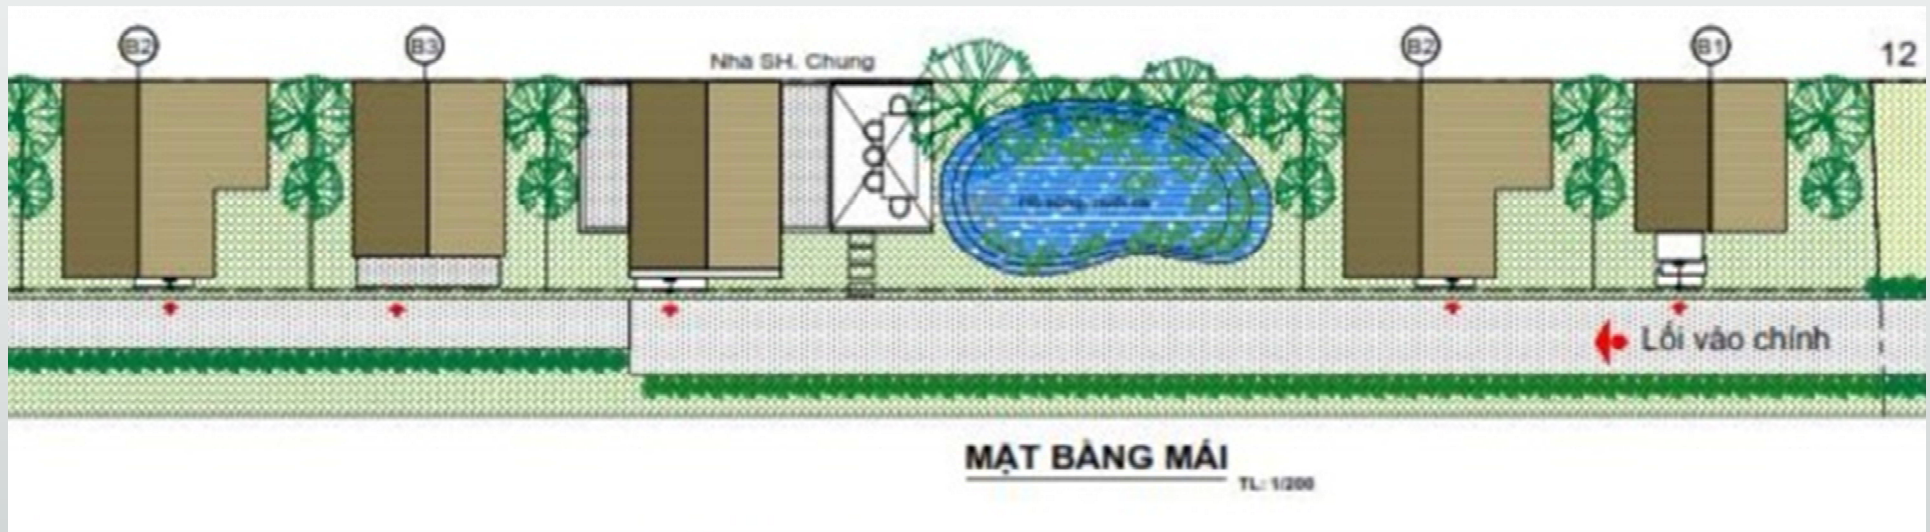 B2
B3
Nhà SH. Chung
B2
B1
12
Lối vào chính
MẶT BẰNG MÁI
TL: 1/200